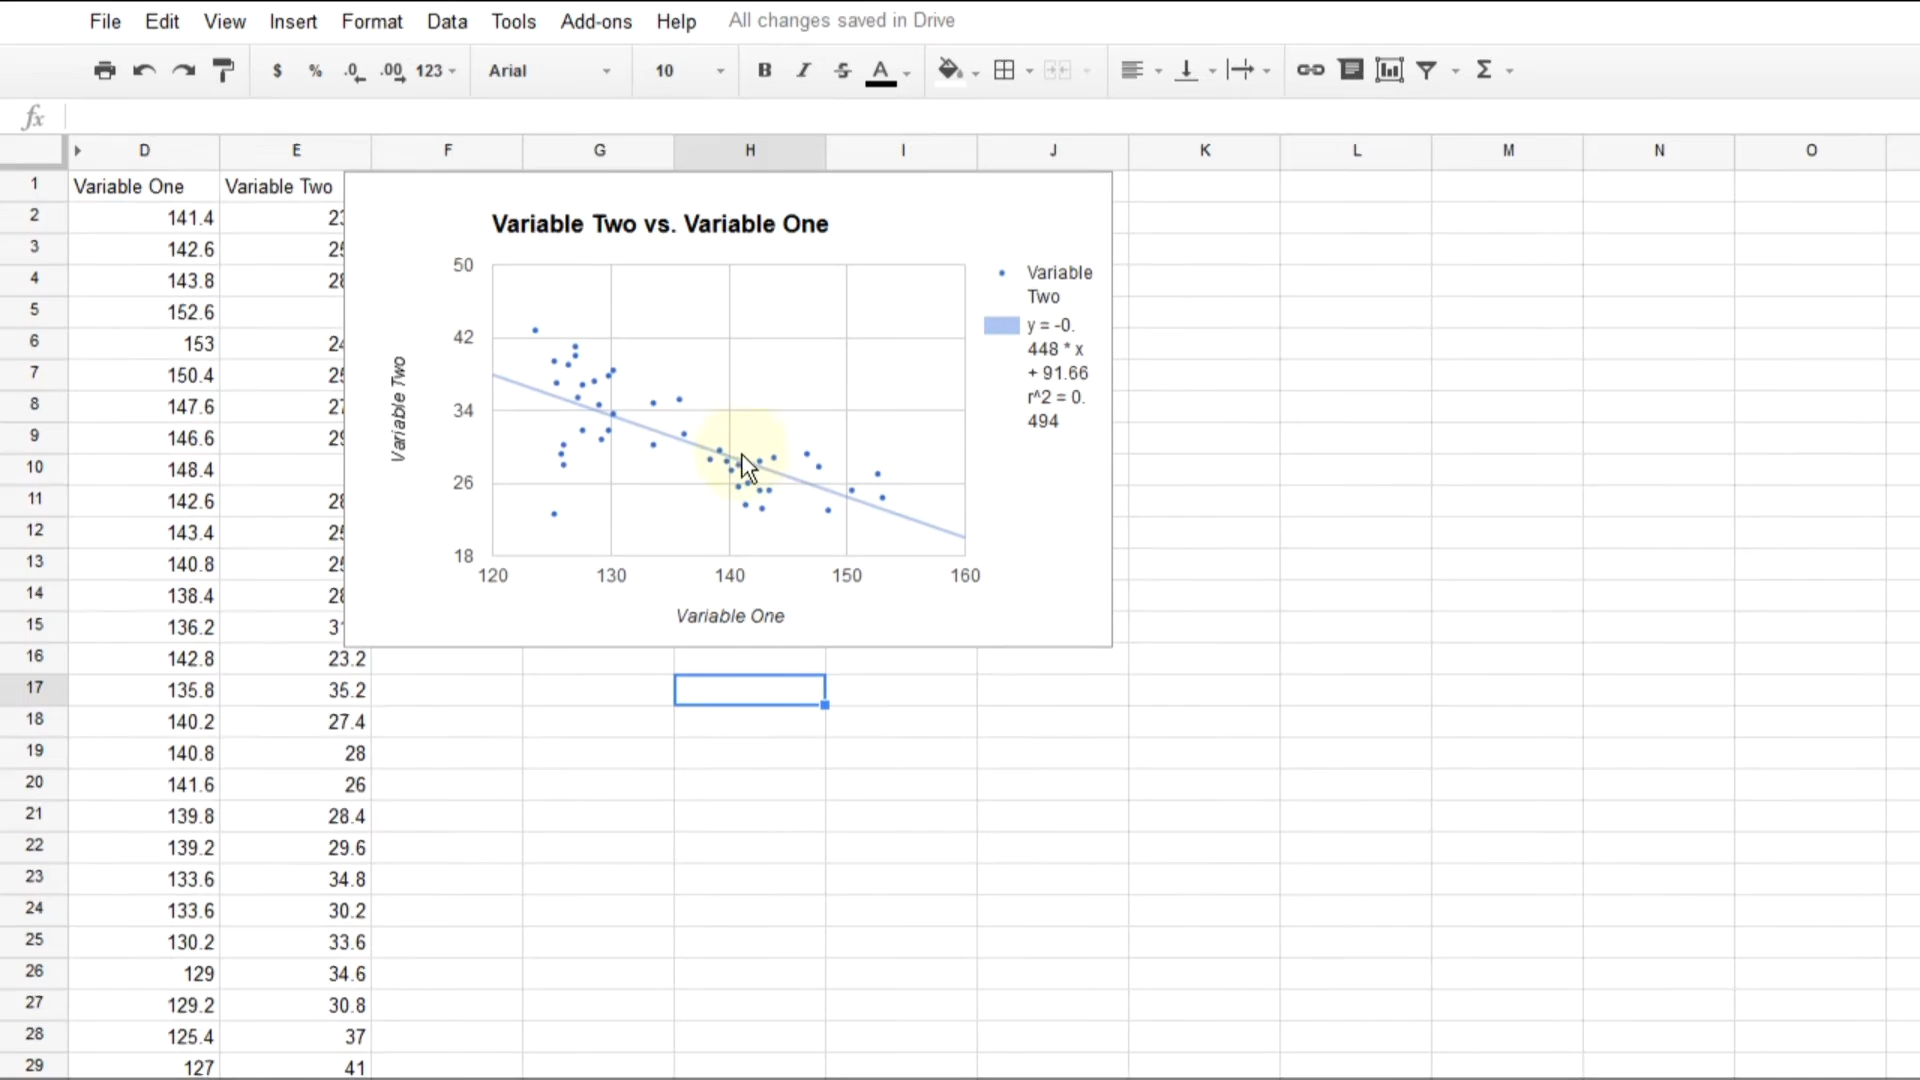 File Edit View Insert Format Data Tools Add-ons Help All changes saved in Drive
$ % .0 .00 123 Arial 10 B I S A Σ
fx
D E F G H I J K L M N O
1 Variable One Variable Two
2 141.4
3 142.6
4 143.8
5 152.6
6 153
7 150.4
8 147.6
9 146.6
10 148.4
11 142.6
12 143.4
13 140.8
14 138.4
15 136.2
Variable Two vs. Variable One
50
42
34
26
18
120 130 140 150 160
Variable Two
Variable One
Variable
Two
y = -0.
448 * x
+ 91.66
r^2 = 0.
494
16 142.8 23.2
17 135.8 35.2
18 140.2 27.4
19 140.8 28
20 141.6 26
21 139.8 28.4
22 139.2 29.6
23 133.6 34.8
24 133.6 30.2
25 130.2 33.6
26 129 34.6
27 129.2 30.8
28 125.4 37
29 127 41